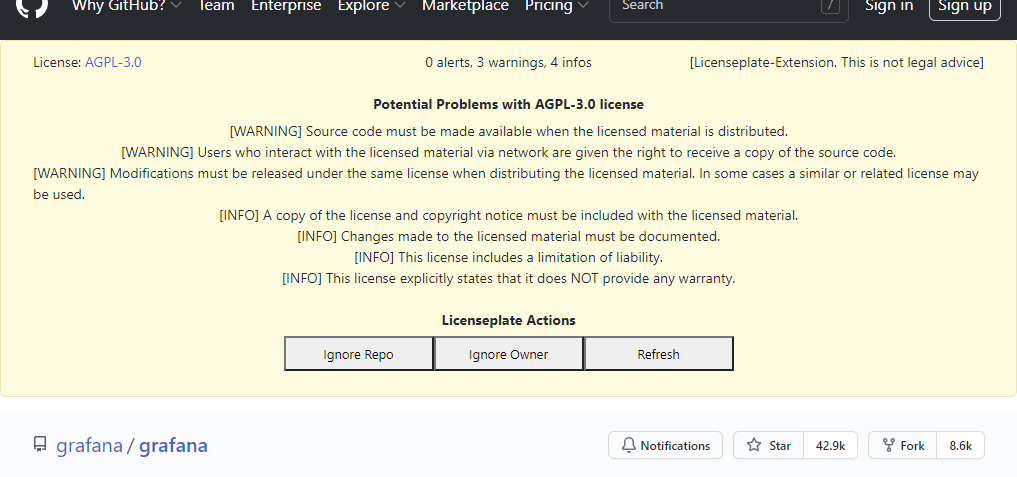 Why GitHub? Team Enterprise Explore Marketplace Pricing Search / Sign in Sign up
License: AGPL-3.0 0 alerts, 3 warnings, 4 infos [Licenseplate-Extension. This is not legal advice]
Potential Problems with AGPL-3.0 license
[WARNING] Source code must be made available when the licensed material is distributed.
[WARNING] Users who interact with the licensed material via network are given the right to receive a copy of the source code.
[WARNING] Modifications must be released under the same license when distributing the licensed material. In some cases a similar or related license may
be used.
[INFO] A copy of the license and copyright notice must be included with the licensed material.
[INFO] Changes made to the licensed material must be documented.
[INFO] This license includes a limitation of liability.
[INFO] This license explicitly states that it does NOT provide any warranty.
Licenseplate Actions
Ignore Repo Ignore Owner Refresh
grafana / grafana Notifications Star 42.9k Fork 8.6k